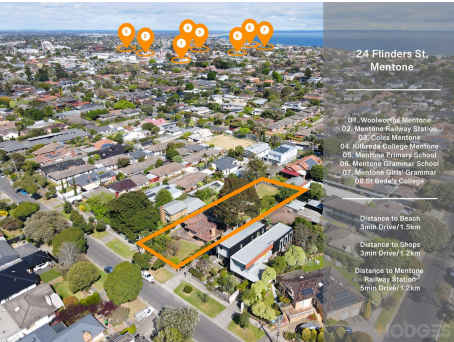 24 Flinders St.
Mentone
01. Woolworths Mentone
02. Mentone Railway Station
03. Coles Mentone
04. Kilbreda College Mentone
05. Mentone Primary School
06. Mentone Grammar School
07. Mentone Girls' Grammar
08.St Bede's College
Distance to Beach
3min Drive/1.5km
Distance to Shops
3min Drive/1.2km
Distance to Mentone
Railway Station
5min Drive/1.2km
HODGES